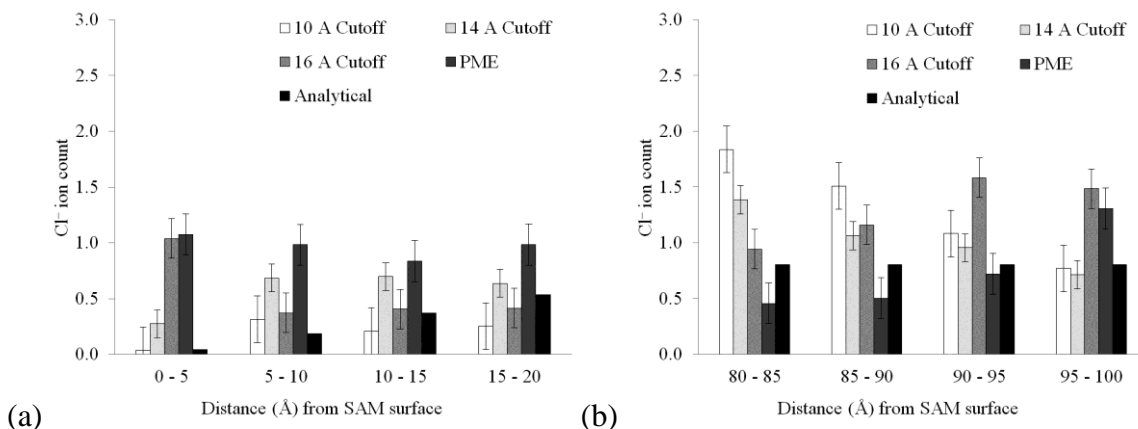 3.0
10 A Cutoff
14 A Cutoff
2.5
16 A Cutoff
PME
Analytical
2.0
1.5
1.0
0.5
0.0
Cl⁻ ion count
0 - 5
5 - 10
10 - 15
15 - 20
Distance (Å) from SAM surface
(a)
3.0
10 A Cutoff
14 A Cutoff
2.5
16 A Cutoff
PME
Analytical
2.0
1.5
1.0
0.5
0.0
Cl⁻ ion count
80 - 85
85 - 90
90 - 95
95 - 100
Distance (Å) from SAM surface
(b)